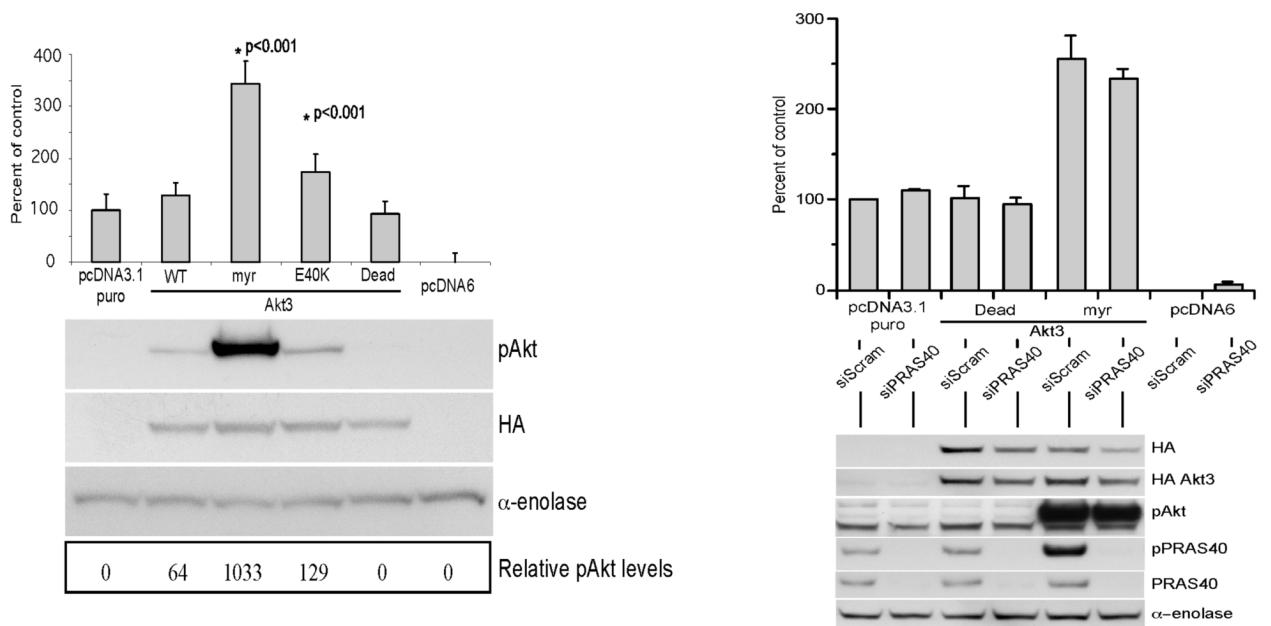 * p<0.001
* p<0.001
400
300
200
100
0
Percent of control
pcDNA3.1
puro
WT
myr
E40K
Dead
pcDNA6
Akt3
pAkt
HA
α-enolase
0 64 1033 129 0 0
Relative pAkt levels
300
200
100
0
Percent of control
pcDNA3.1
puro
Dead
myr
pcDNA6
Akt3
siScram
siPRAS40
siScram
siPRAS40
siScram
siPRAS40
siScram
siPRAS40
HA
HA Akt3
pAkt
pPRAS40
PRAS40
α-enolase